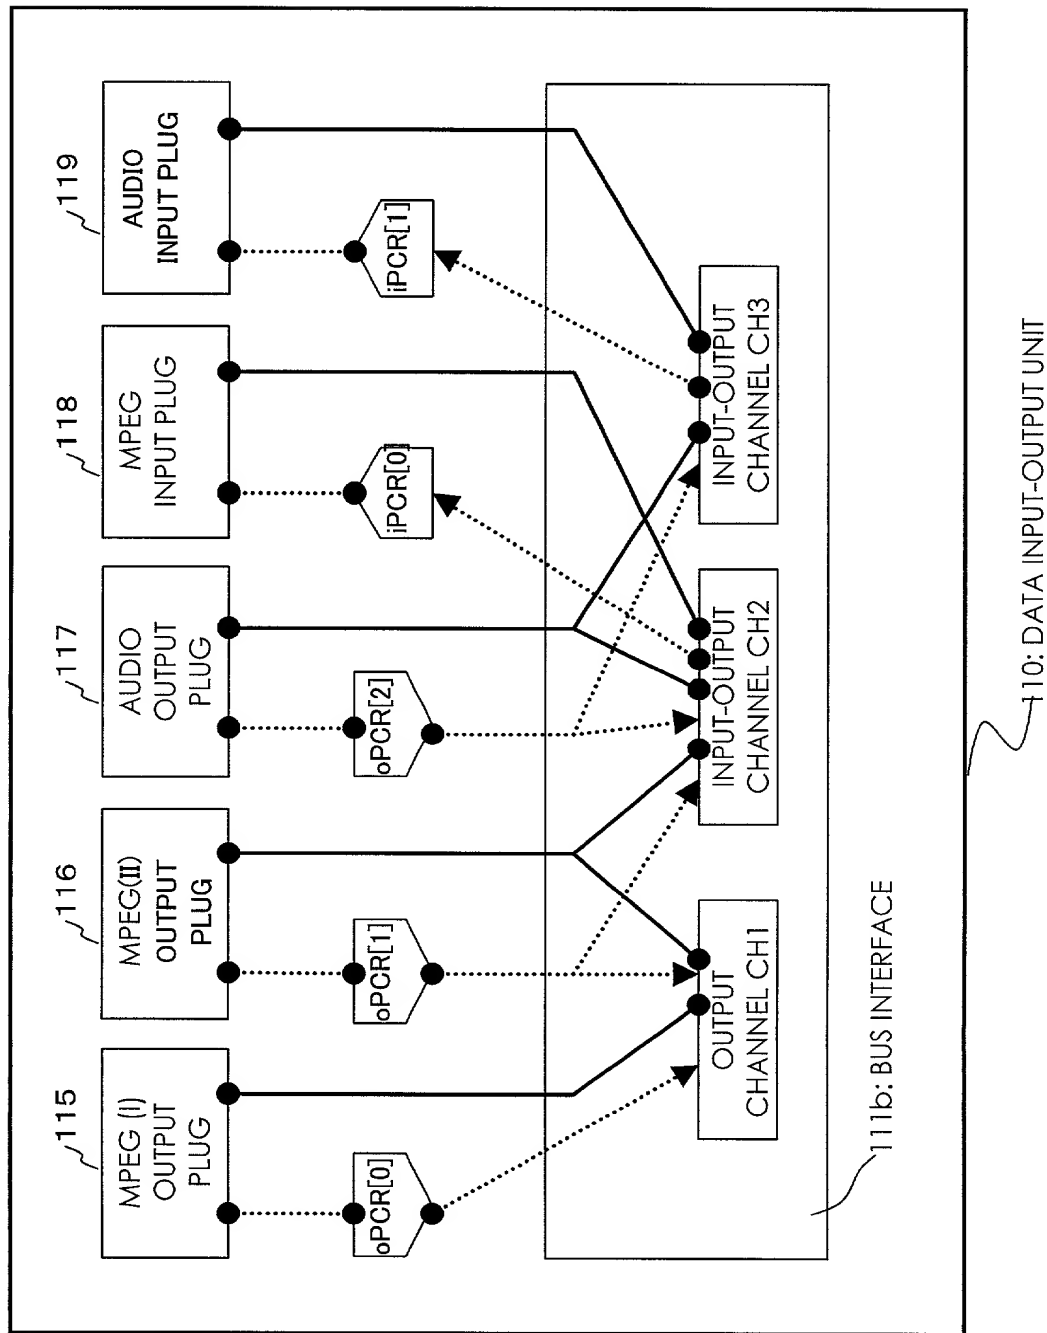 115
MPEG (I)
OUTPUT
PLUG
116
MPEG(II)
OUTPUT
PLUG
117
AUDIO
OUTPUT
PLUG
118
MPEG
INPUT PLUG
119
AUDIO
INPUT PLUG
oPCR[0]
oPCR[1]
oPCR[2]
iPCR[0]
iPCR[1]
OUTPUT
CHANNEL CH1
INPUT-OUTPUT
CHANNEL CH2
INPUT-OUTPUT
CHANNEL CH3
111b: BUS INTERFACE
110: DATA INPUT-OUTPUT UNIT